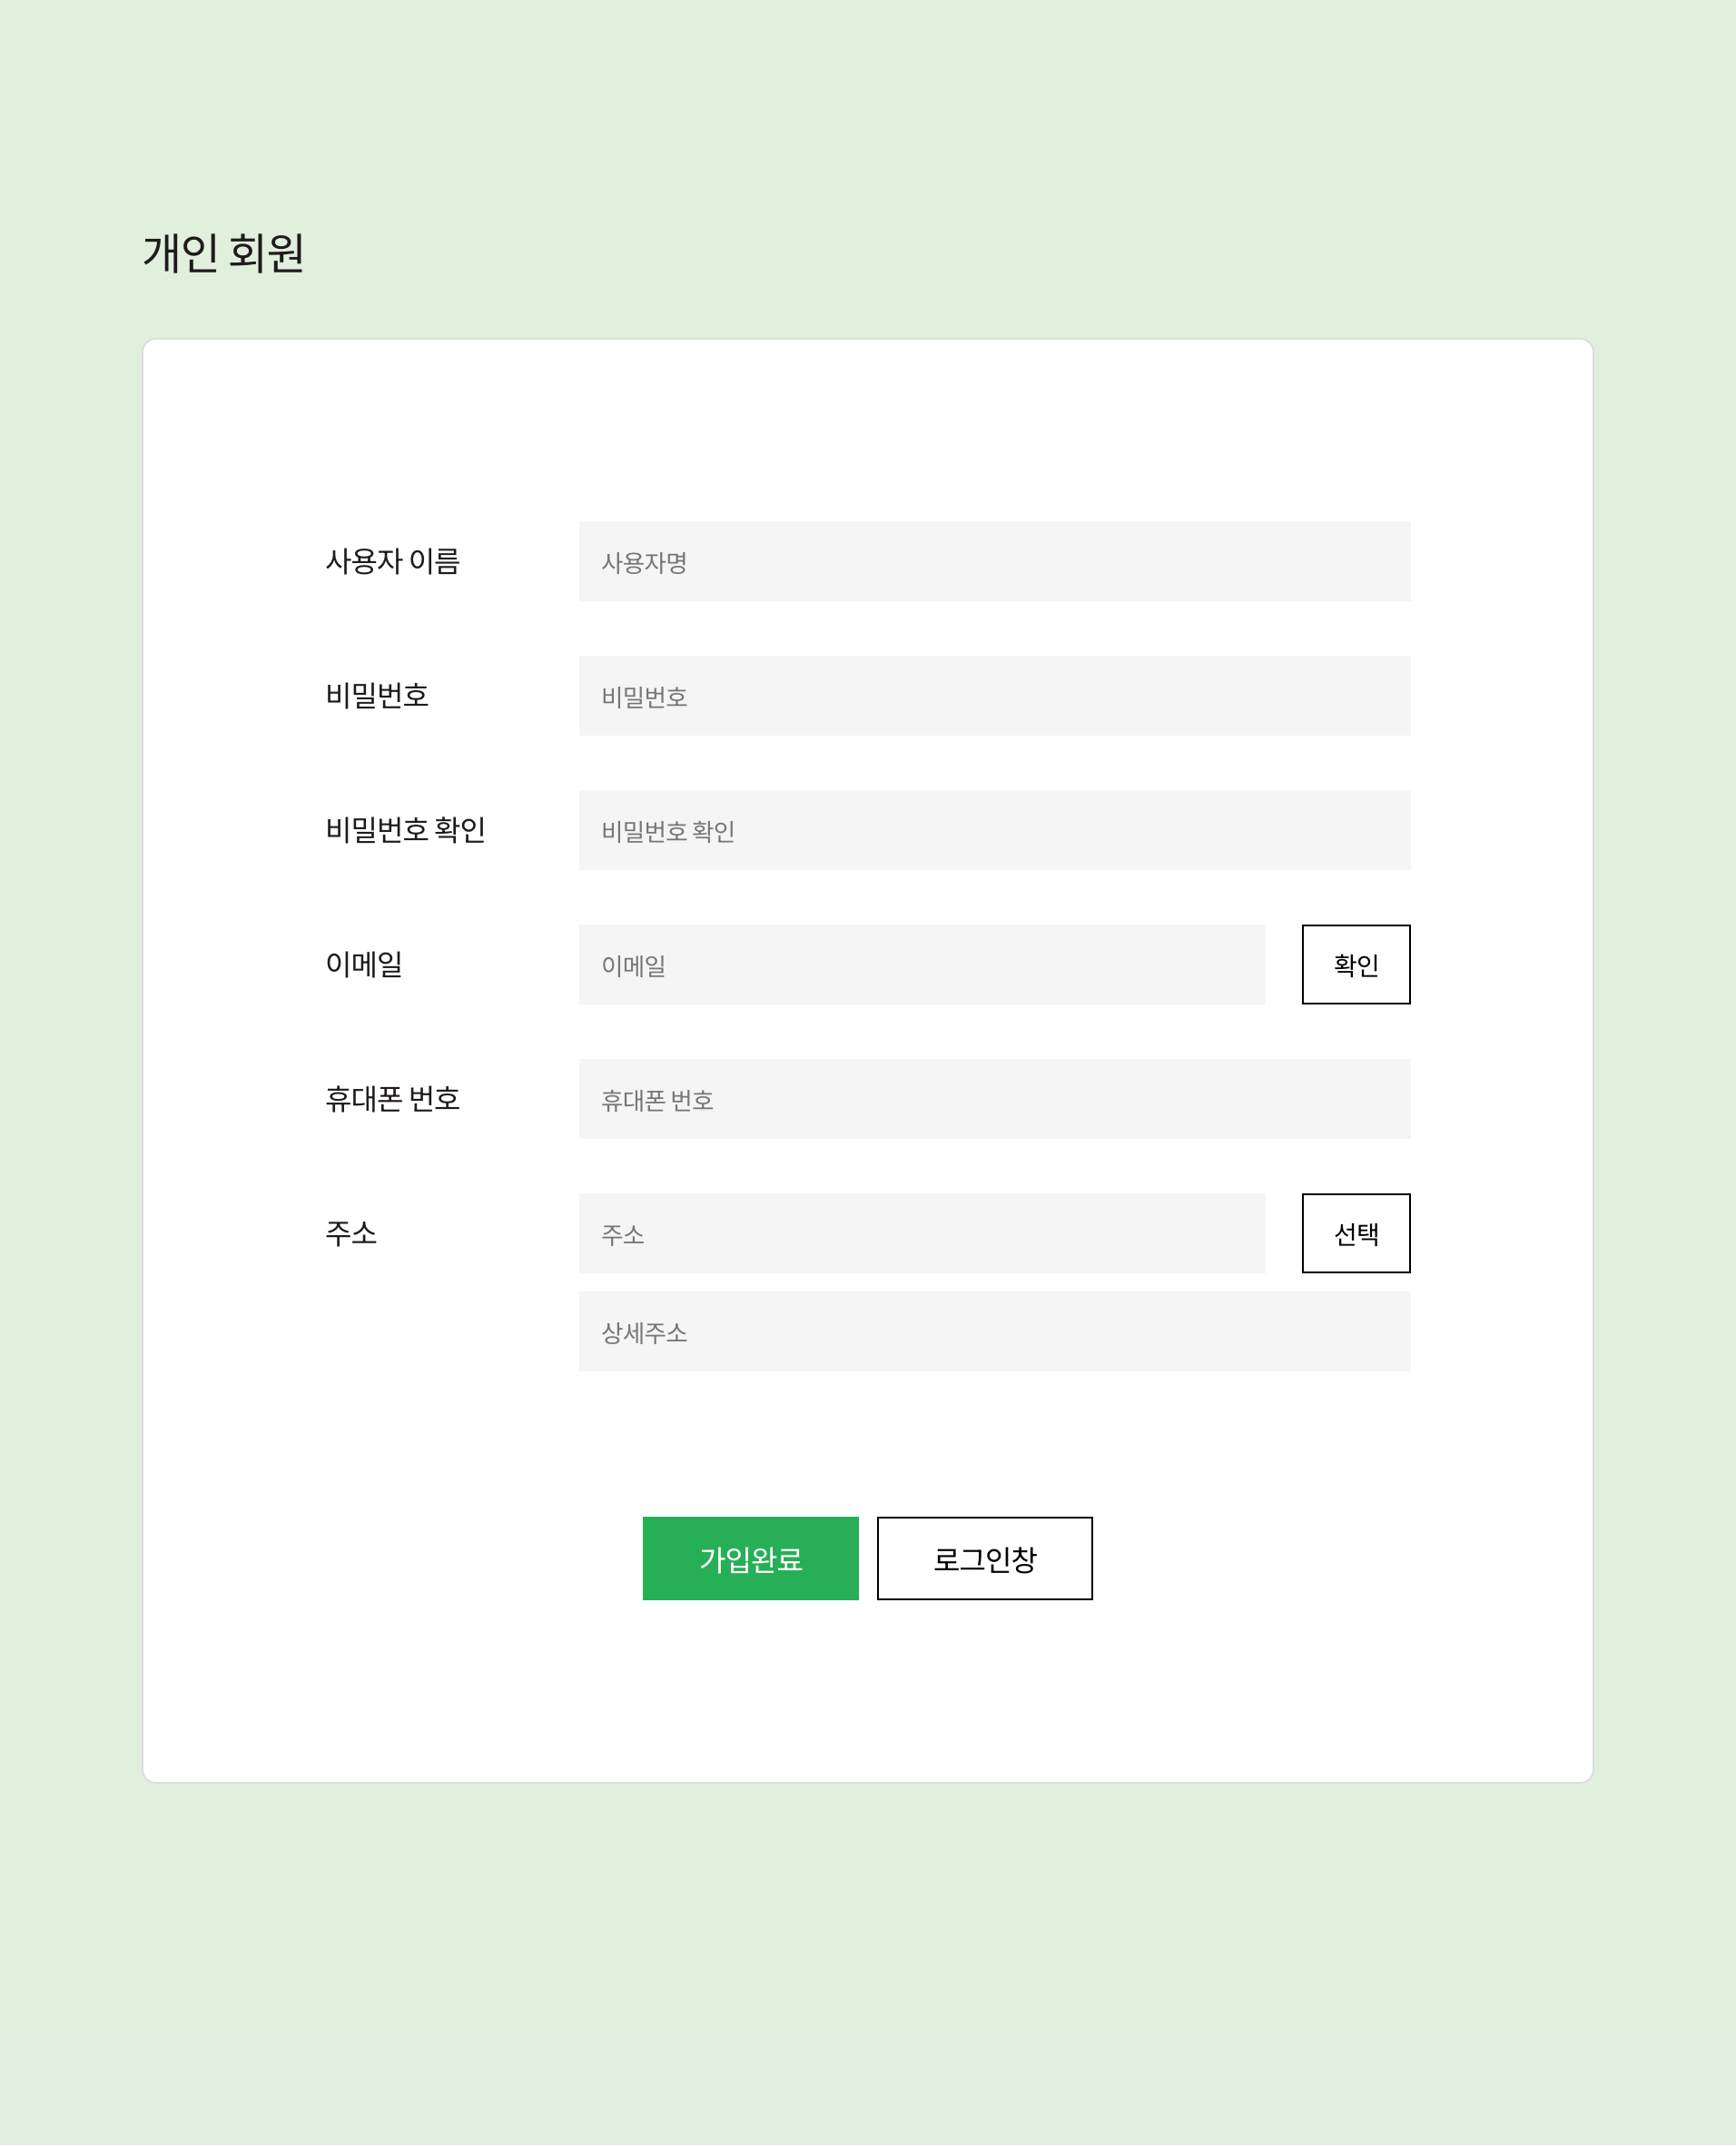 개인 회원
사용자 이름
사용자명
비밀번호
비밀번호
비밀번호 확인
비밀번호 확인
이메일
이메일
확인
휴대폰 번호
휴대폰 번호
주소
주소
선택
상세주소
가입완료
로그인창